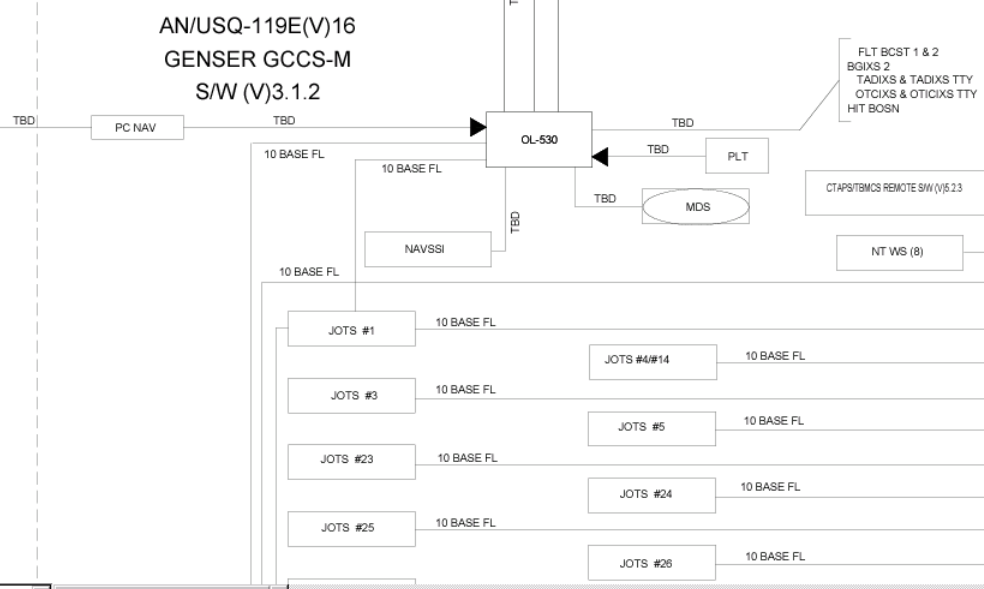 AN/USQ-119E(V)16
GENSER GCCS-M
S/W (V)3.1.2
FLT BCST 1 & 2
BGIXS 2
TADIXS & TADIXS TTY
OTCIXS & OTICIXS TTY
HIT BOSN
TBD
PC NAV
TBD
OL-530
TBD
10 BASE FL
10 BASE FL
TBD
PLT
CTAPS/TBMCS REMOTE S/W (V)5.2.3
TBD
MDS
TBD
NAVSSI
NT WS (8)
10 BASE FL
JOTS #1
10 BASE FL
JOTS #4/#14
10 BASE FL
JOTS #3
10 BASE FL
JOTS #5
10 BASE FL
JOTS #23
10 BASE FL
JOTS #24
10 BASE FL
JOTS #25
10 BASE FL
JOTS #26
10 BASE FL